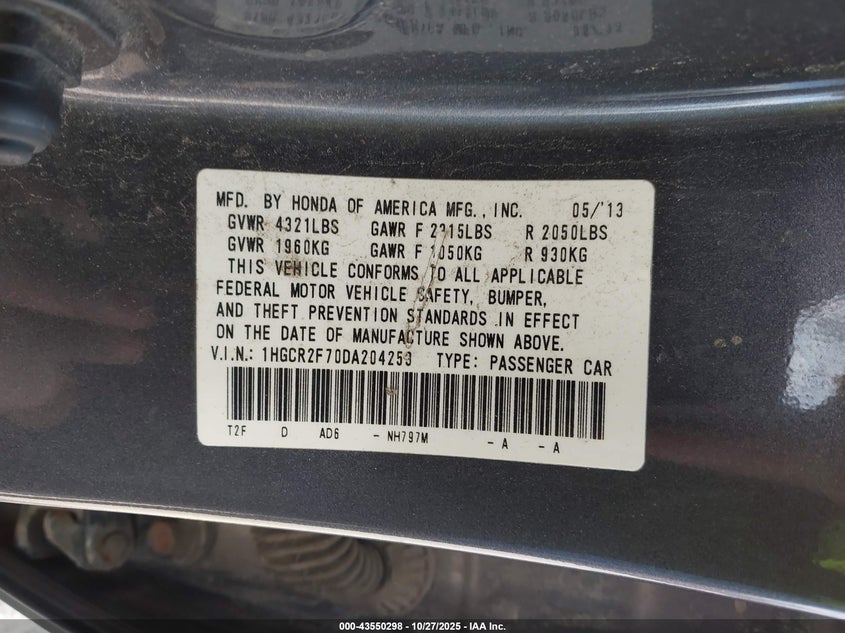 MFD. BY HONDA OF AMERICA MFG., INC. 05/'13
GVWR 4321LBS GAWR F 2315LBS R 2050LBS
GVWR 1960KG GAWR F 1050KG R 930KG
THIS VEHICLE CONFORMS TO ALL APPLICABLE
FEDERAL MOTOR VEHICLE SAFETY, BUMPER,
AND THEFT PREVENTION STANDARDS IN EFFECT
ON THE DATE OF MANUFACTURE SHOWN ABOVE.
V.I.N.: 1HGCR2F70DA204253 TYPE: PASSENGER CAR
T2F D AD6 - NH797M - A - A
000-43550298 - 10/27/2025 - IAA Inc.